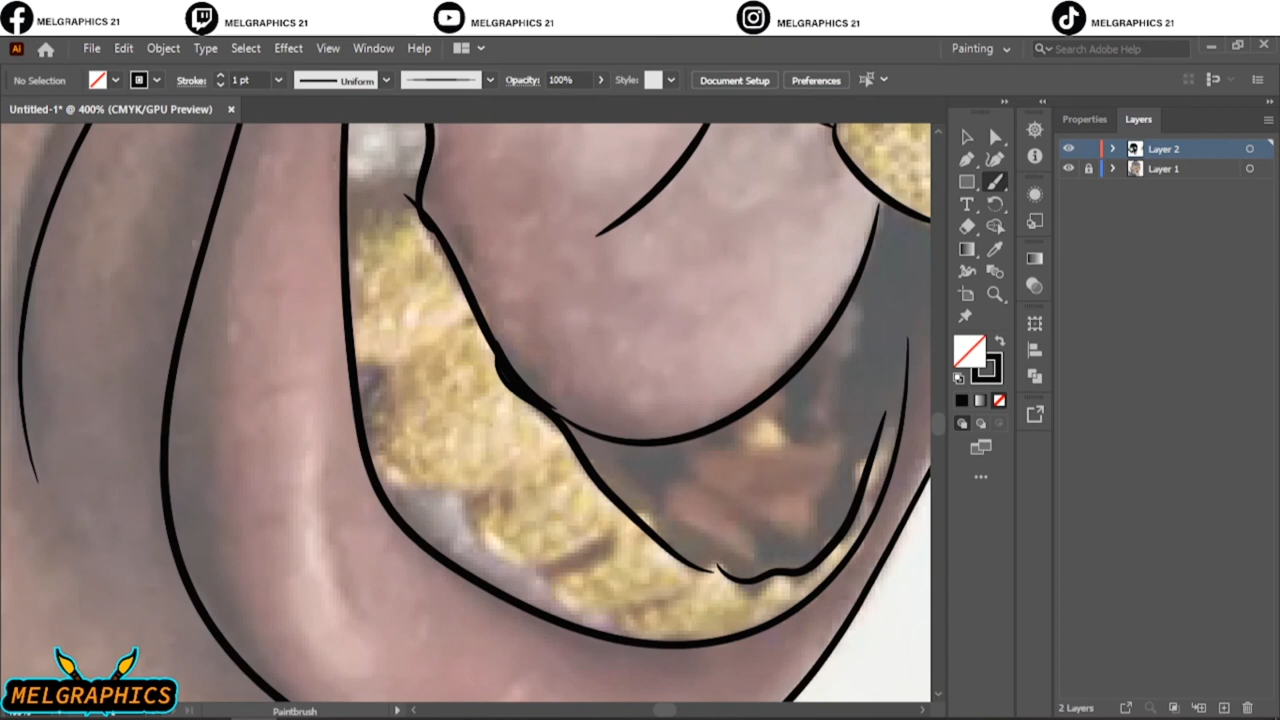 MELGRAPHICS 21 MELGRAPHICS 21 MELGRAPHICS 21 MELGRAPHICS 21 MELGRAPHICS 21
Ai File Edit Object Type Select Effect View Window Help Painting Search Adobe Help
No Selection Stroke: 1 pt Uniform Opacity: 100% Style: Document Setup Preferences
Untitled-1* @ 400% (CMYK/GPU Preview) Properties Layers
Layer 2
Layer 1
MELGRAPHICS
Paintbrush 2 Layers